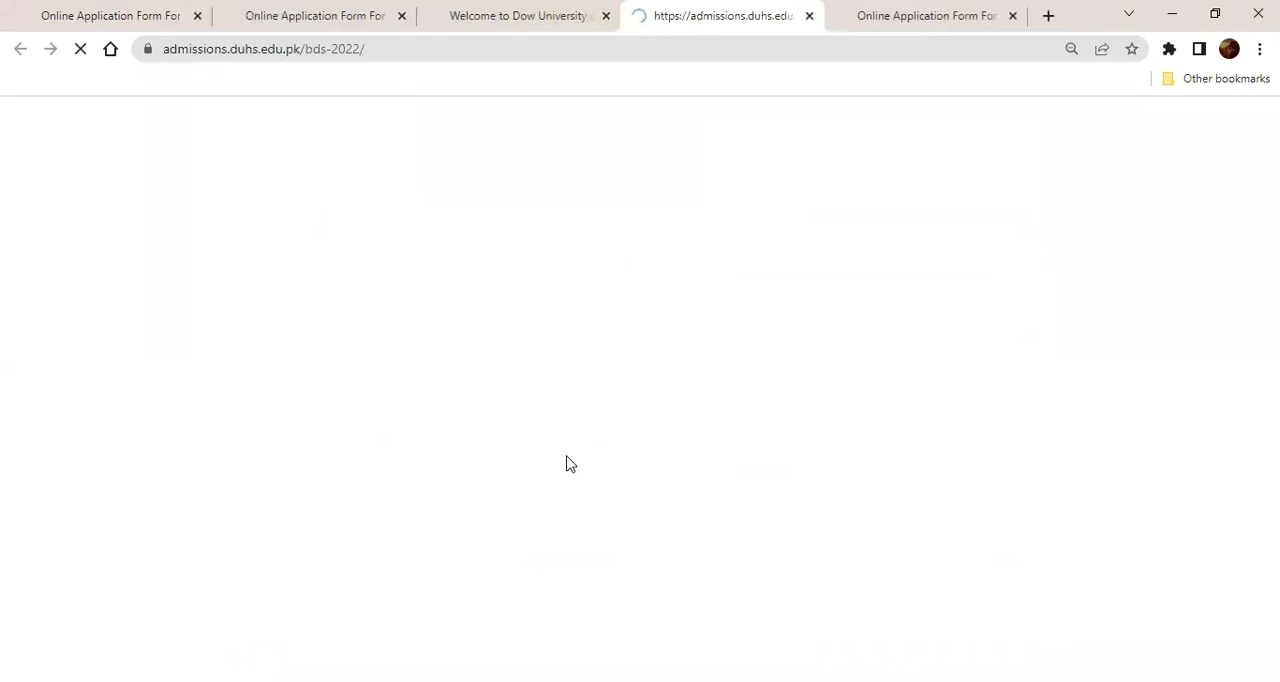 Online Application Form For
Online Application Form For
Welcome to Dow University
https://admissions.duhs.edu.
Online Application Form For
admissions.duhs.edu.pk/bds-2022/
Other bookmarks